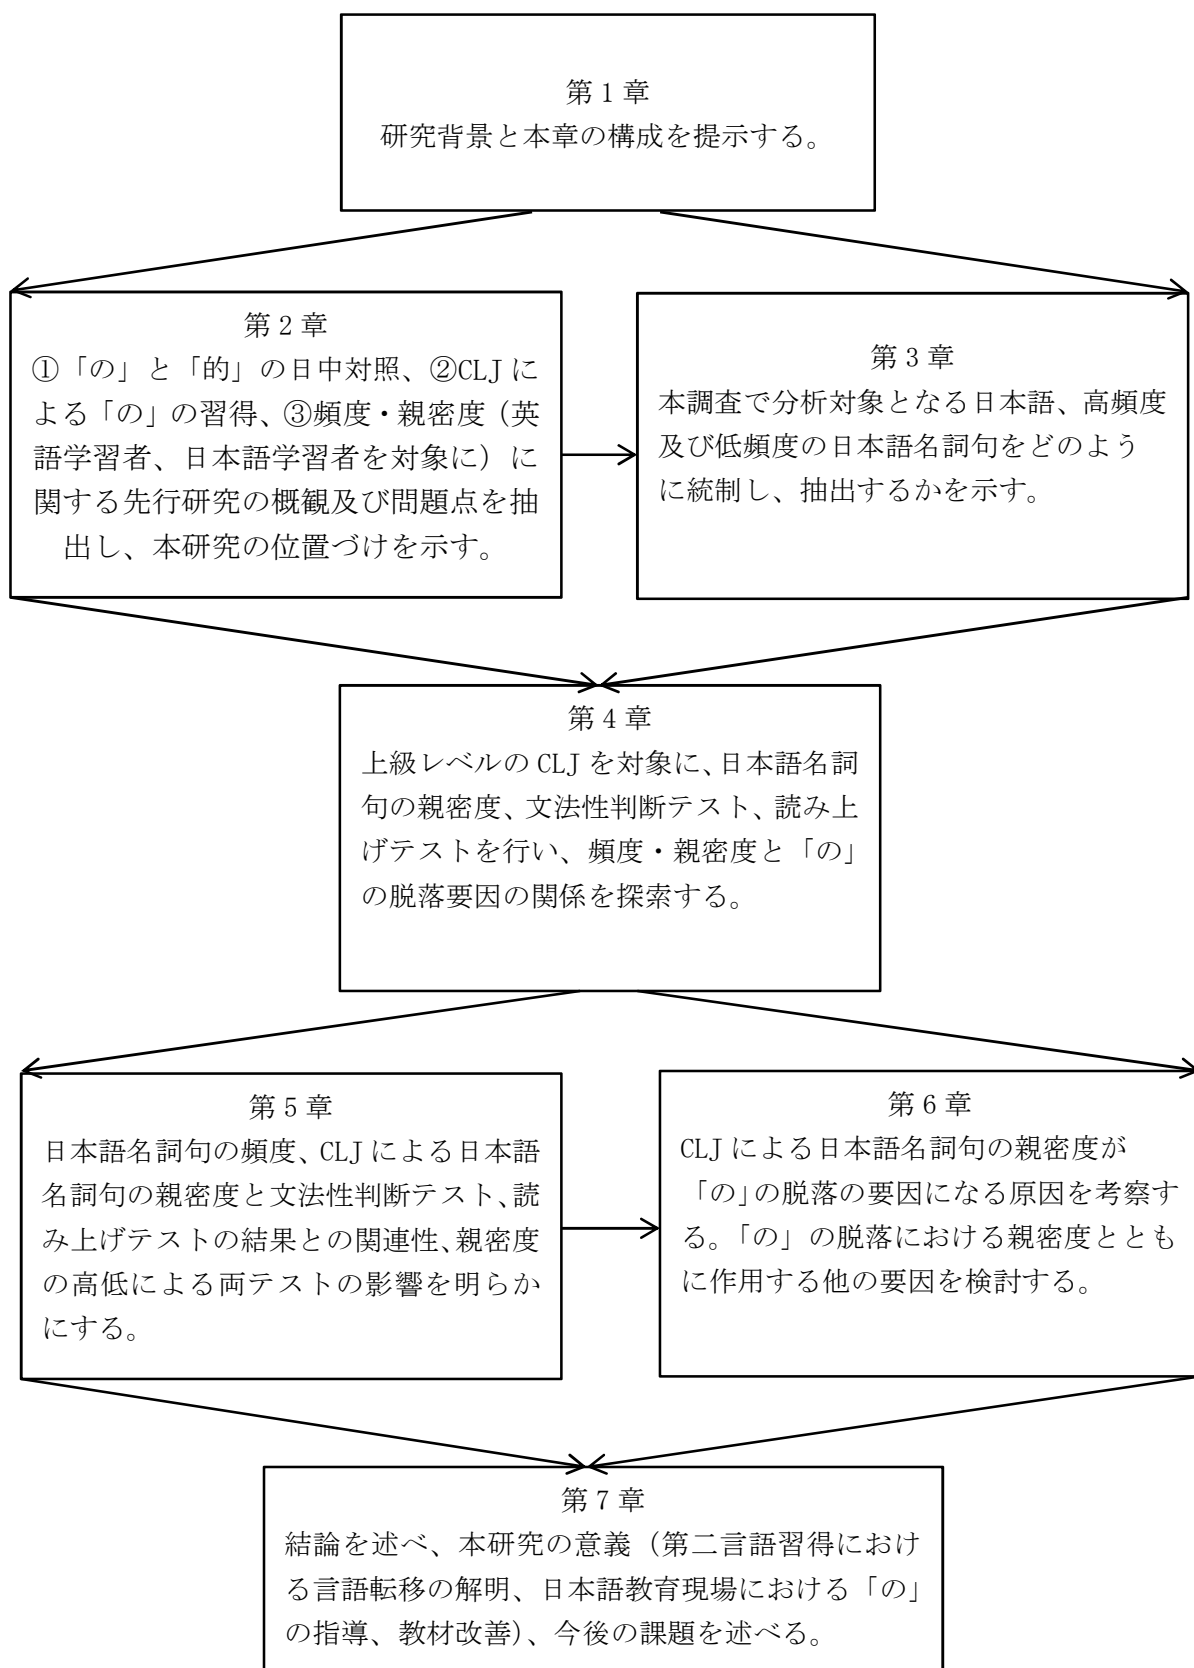 第1章
研究背景と本章の構成を提示する。
第2章
①「の」と「的」の日中対照、②CLJに
よる「の」の習得、③頻度・親密度（英
語学習者、日本語学習者を対象に）に
関する先行研究の概観及び問題点を抽
出し、本研究の位置づけを示す。
第3章
本調査で分析対象となる日本語、高頻度
及び低頻度の日本語名詞句をどのよう
に統制し、抽出するかを示す。
第4章
上級レベルのCLJを対象に、日本語名詞
句の親密度、文法性判断テスト、読み上
げテストを行い、頻度・親密度と「の」
の脱落要因の関係を探索する。
第5章
日本語名詞句の頻度、CLJによる日本語
名詞句の親密度と文法性判断テスト、読
み上げテストの結果との関連性、親密度
の高低による両テストの影響を明らか
にする。
第6章
CLJによる日本語名詞句の親密度が
「の」の脱落の要因になる原因を考察す
る。「の」の脱落における親密度ととも
に作用する他の要因を検討する。
第7章
結論を述べ、本研究の意義（第二言語習得におけ
る言語転移の解明、日本語教育現場における「の」
の指導、教材改善）、今後の課題を述べる。